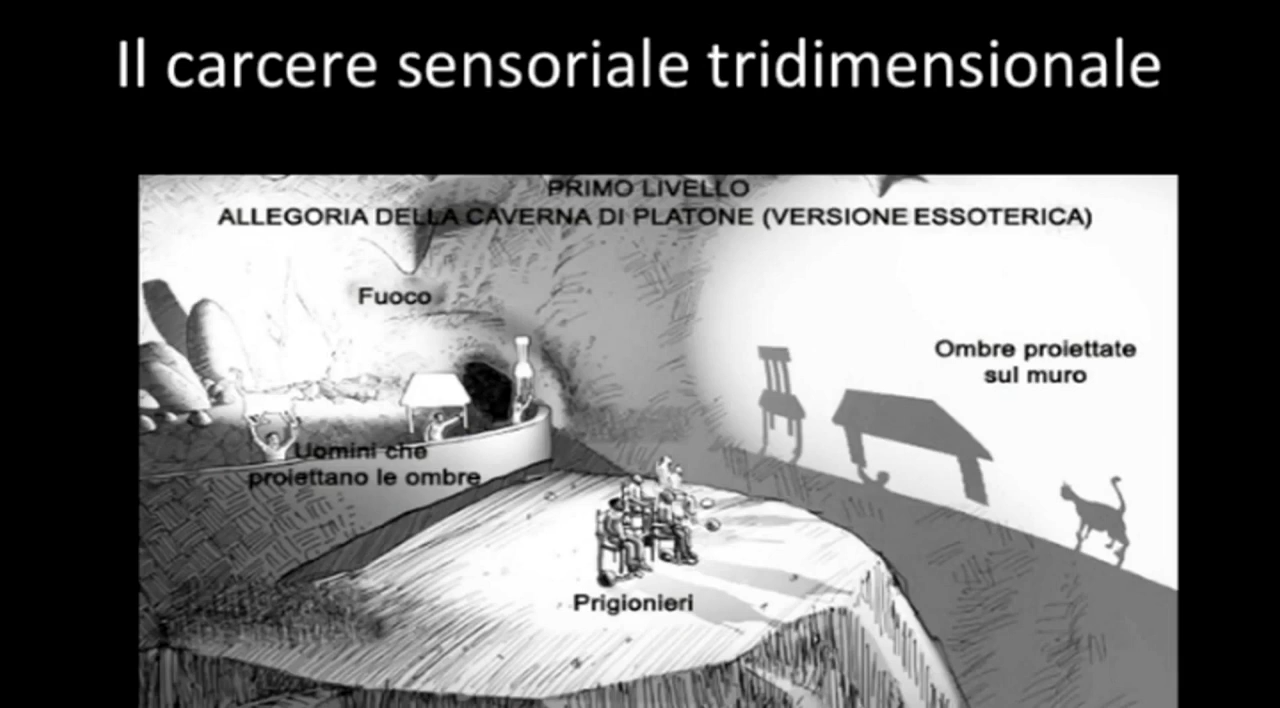 Il carcere sensoriale tridimensionale
PRIMO LIVELLO
ALLEGORIA DELLA CAVERNA DI PLATONE (VERSIONE ESSOTERICA)
Fuoco
Ombre proiettate
sul muro
Uomini che
proiettano le ombre
Prigionieri